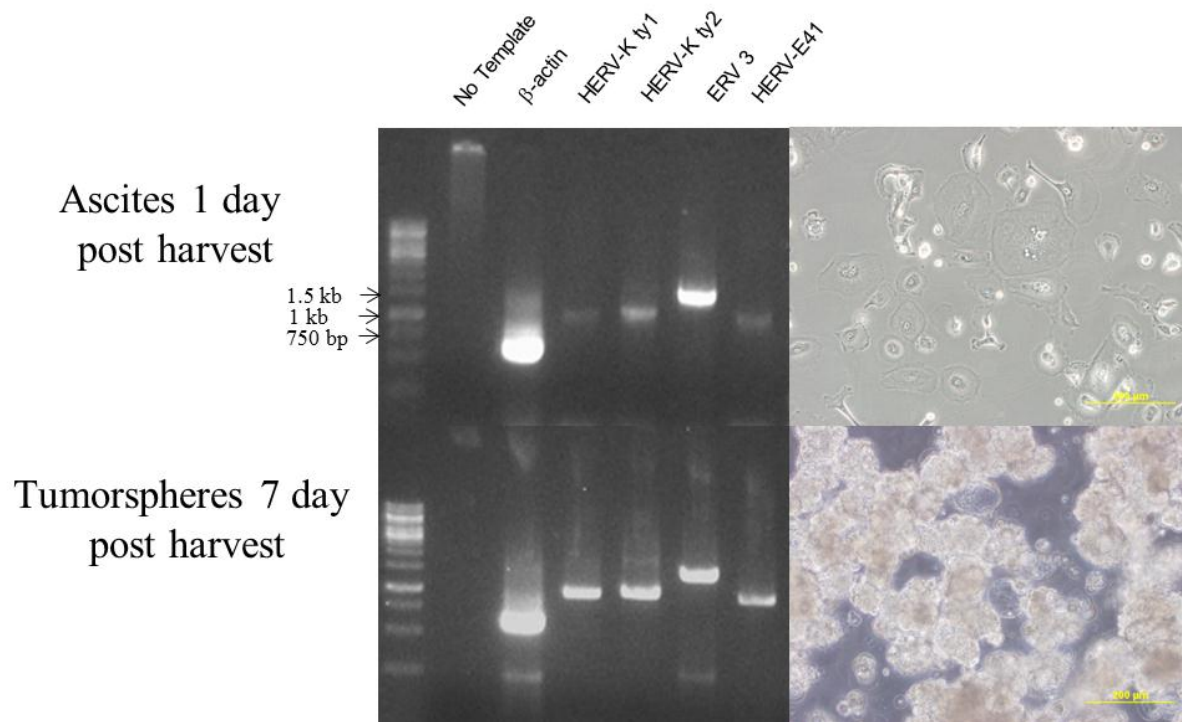 No Template
β-actin
HERV-K ty1
HERV-K ty2
ERV 3
HERV-E41
Ascites 1 day
post harvest
1.5 kb
1 kb
750 bp
Tumorspheres 7 day
post harvest
200 µm